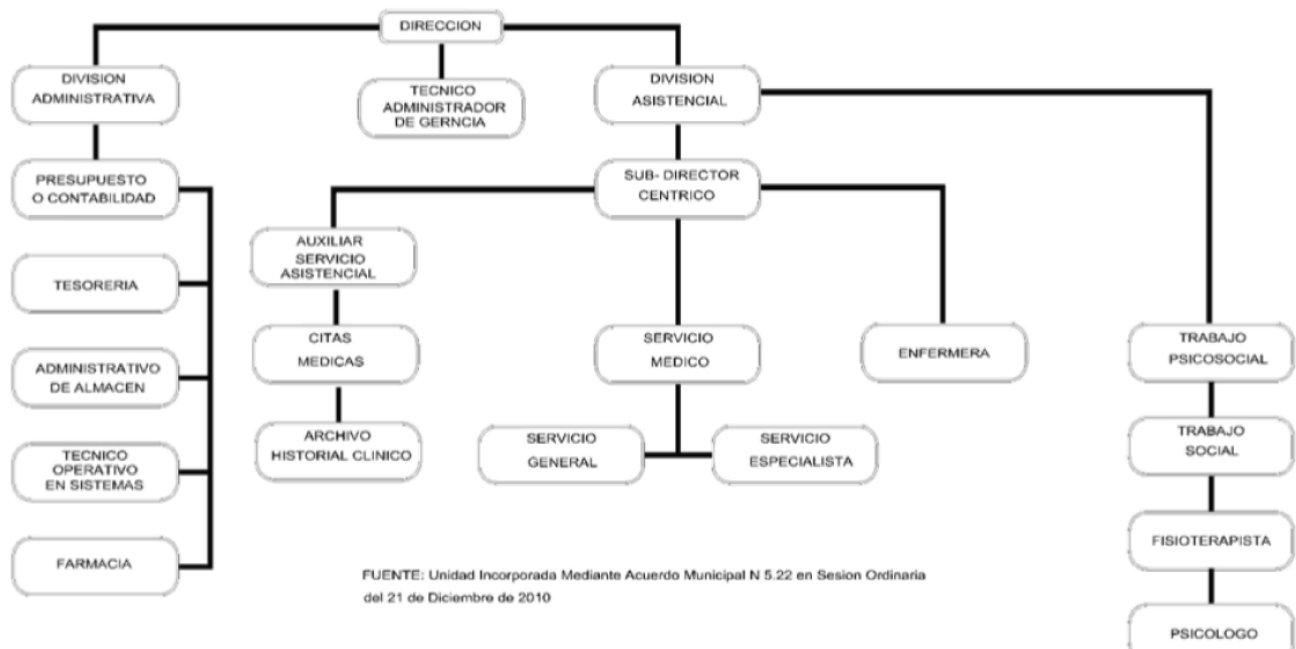 DIRECCION
DIVISION
ADMINISTRATIVA
TECNICO
ADMINISTRADOR
DE GERNCIA
DIVISION
ASISTENCIAL
PRESUPUESTO
O CONTABILIDAD
SUB- DIRECTOR
CENTRICO
AUXILIAR
SERVICIO
ASISTENCIAL
TESORERIA
CITAS
MEDICAS
SERVICIO
MEDICO
ENFERMERA
TRABAJO
PSICOSOCIAL
ADMINISTRATIVO
DE ALMACEN
ARCHIVO
HISTORIAL CLINICO
SERVICIO
GENERAL
SERVICIO
ESPECIALISTA
TRABAJO
SOCIAL
TECNICO
OPERATIVO
EN SISTEMAS
FISIOTERAPISTA
FARMACIA
FUENTE: Unidad Incorporada Mediante Acuerdo Municipal N 5.22 en Sesion Ordinaria
del 21 de Diciembre de 2010
PSICOLOGO